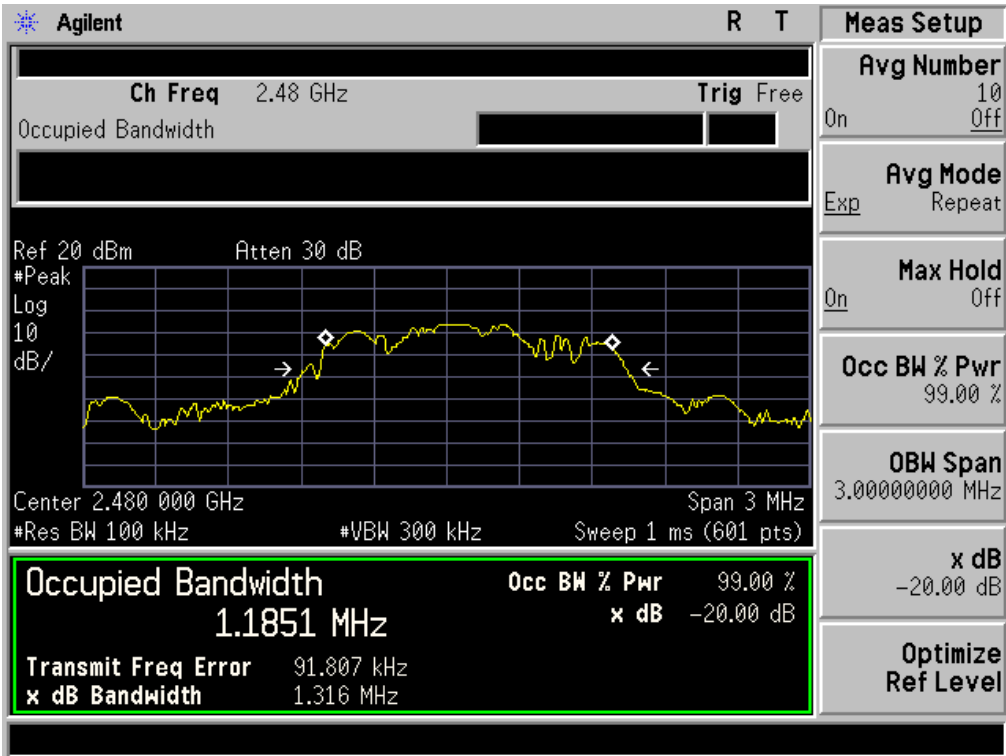 Agilent R T
Ch Freq 2.48 GHz Trig Free
Occupied Bandwidth
Ref 20 dBm Atten 30 dB
#Peak
Log
10
dB/
Center 2.480 000 GHz Span 3 MHz
#Res BW 100 kHz #VBW 300 kHz Sweep 1 ms (601 pts)
Occupied Bandwidth Occ BW % Pwr 99.00 %
1.1851 MHz x dB -20.00 dB
Transmit Freq Error 91.807 kHz
x dB Bandwidth 1.316 MHz
Meas Setup
Avg Number
10
On Off
Avg Mode
Exp Repeat
Max Hold
On Off
Occ BW % Pwr
99.00 %
OBW Span
3.00000000 MHz
x dB
-20.00 dB
Optimize
Ref Level